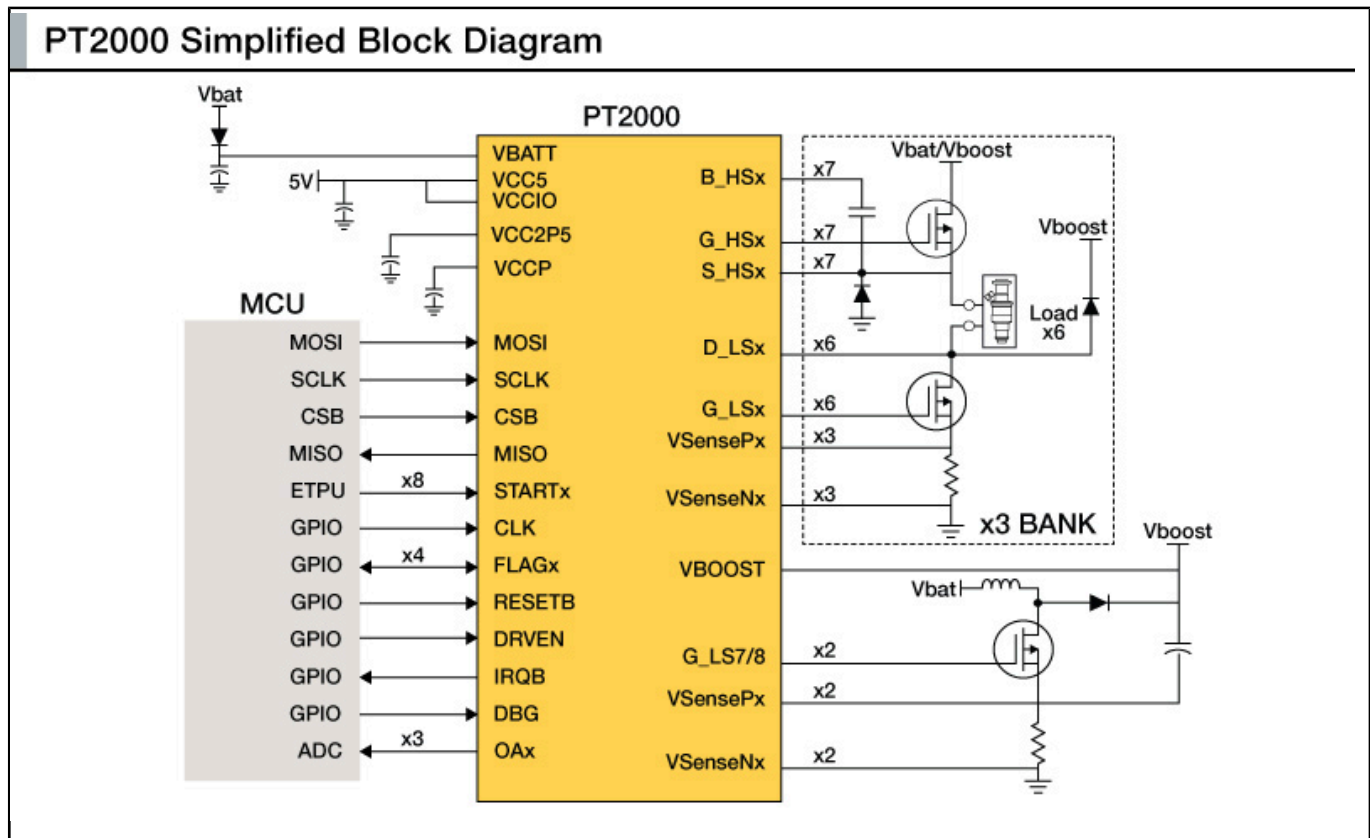 PT2000 Simplified Block Diagram
Vbat
PT2000
5V
VBATT
VCC5
VCCIO
VCC2P5
VCCP
MCU
MOSI
SCLK
CSB
MISO
ETPU
GPIO
GPIO
GPIO
GPIO
GPIO
GPIO
ADC
x8
x4
x3
MOSI
SCLK
CSB
MISO
STARTx
CLK
FLAGx
RESETB
DRVEN
IRQB
DBG
OAx
B_HSx
G_HSx
S_HSx
D_LSx
G_LSx
VSensePx
VSenseNx
VBOOST
G_LS7/8
VSensePx
VSenseNx
x7
x7
x7
x6
x6
x3
x3
x2
x2
x2
Vbat/Vboost
Vboost
Load
x6
x3 BANK
Vboost
Vbat